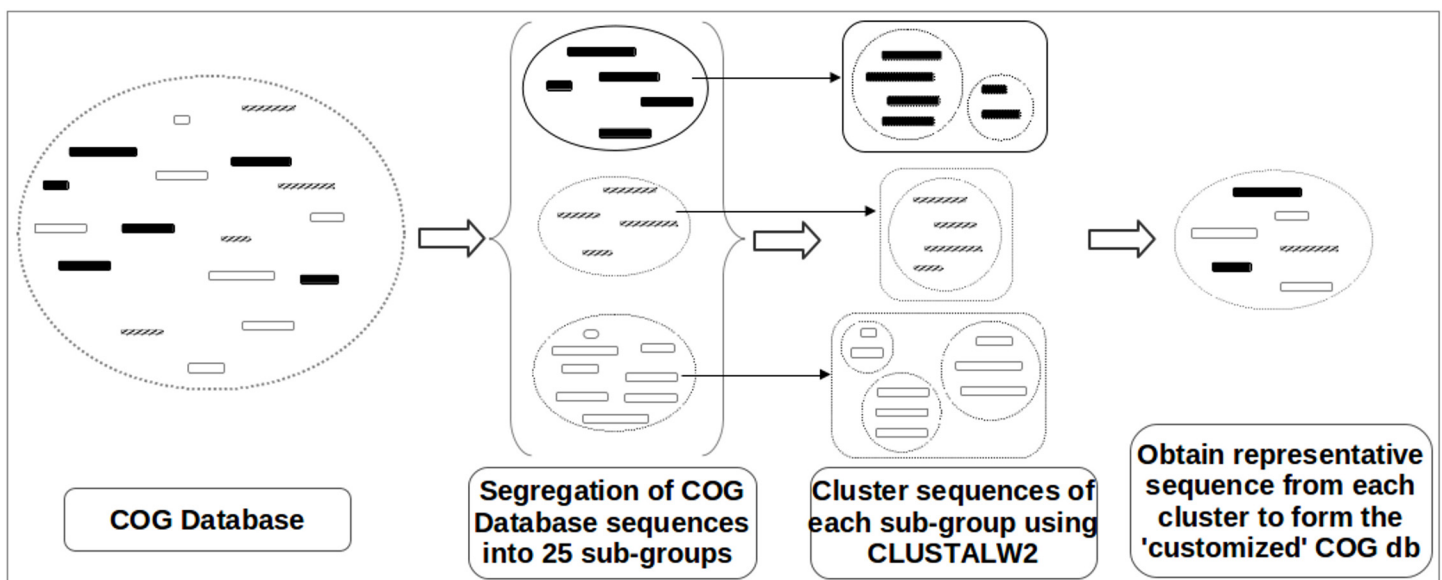 COG Database
Segregation of COG
Database sequences
into 25 sub-groups
Cluster sequences of
each sub-group using
CLUSTALW2
Obtain representative
sequence from each
cluster to form the
'customized' COG db